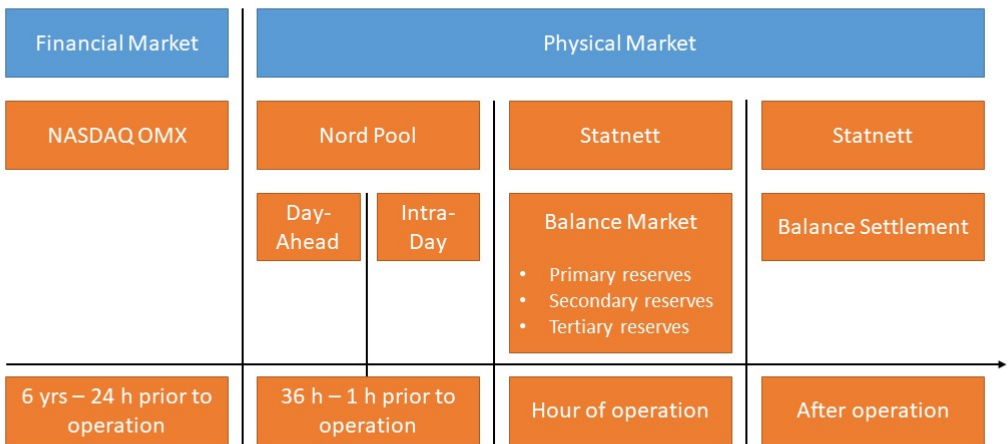 Financial Market
Physical Market
NASDAQ OMX
Nord Pool
Statnett
Statnett
Day-
Ahead
Intra-
Day
Balance Market
• Primary reserves
• Secondary reserves
• Tertiary reserves
Balance Settlement
6 yrs – 24 h prior to
operation
36 h – 1 h prior to
operation
Hour of operation
After operation